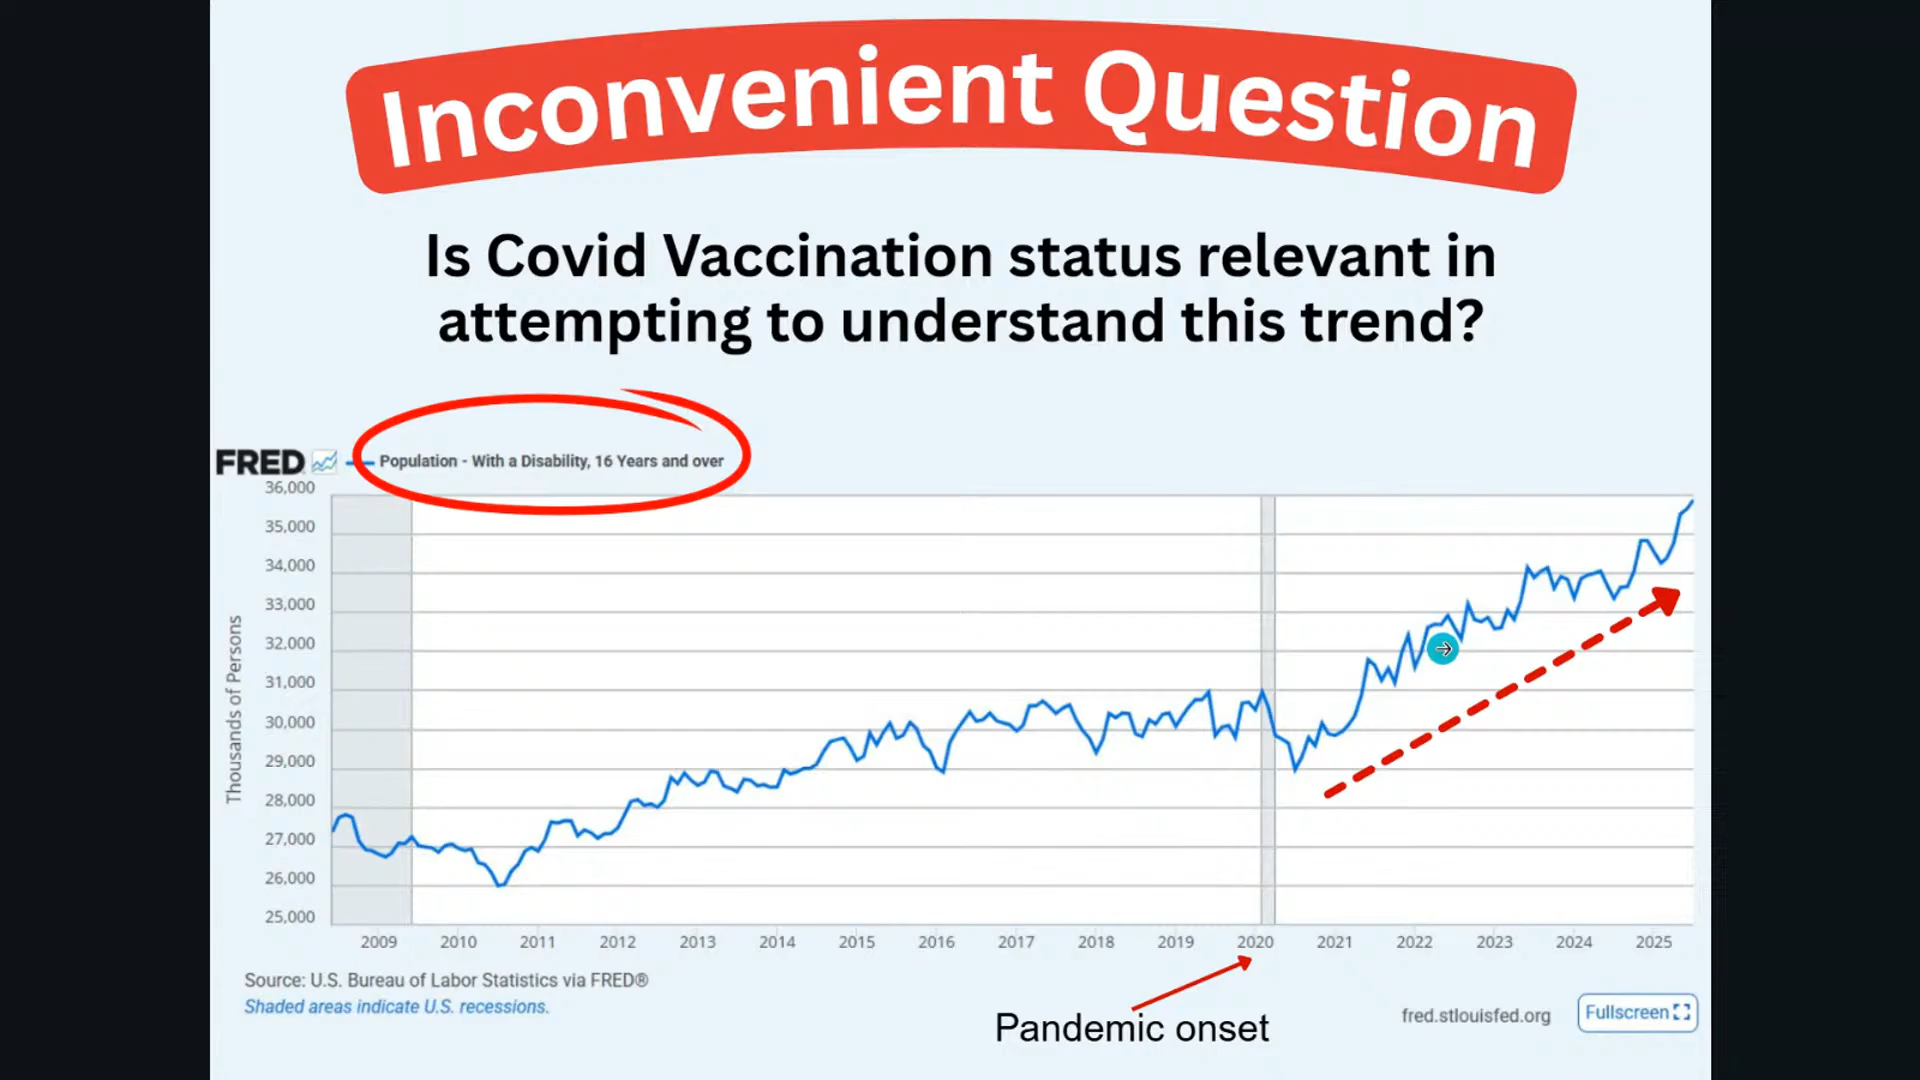 Inconvenient Question
Is Covid Vaccination status relevant in
attempting to understand this trend?
FRED
Population - With a Disability, 16 Years and over
36,000
35,000
34,000
33,000
32,000
31,000
30,000
29,000
28,000
27,000
26,000
25,000
Thousands of Persons
2009 2010 2011 2012 2013 2014 2015 2016 2017 2018 2019 2020 2021 2022 2023 2024 2025
Source: U.S. Bureau of Labor Statistics via FRED®
Shaded areas indicate U.S. recessions.
Pandemic onset
fred.stlouisfed.org
Fullscreen